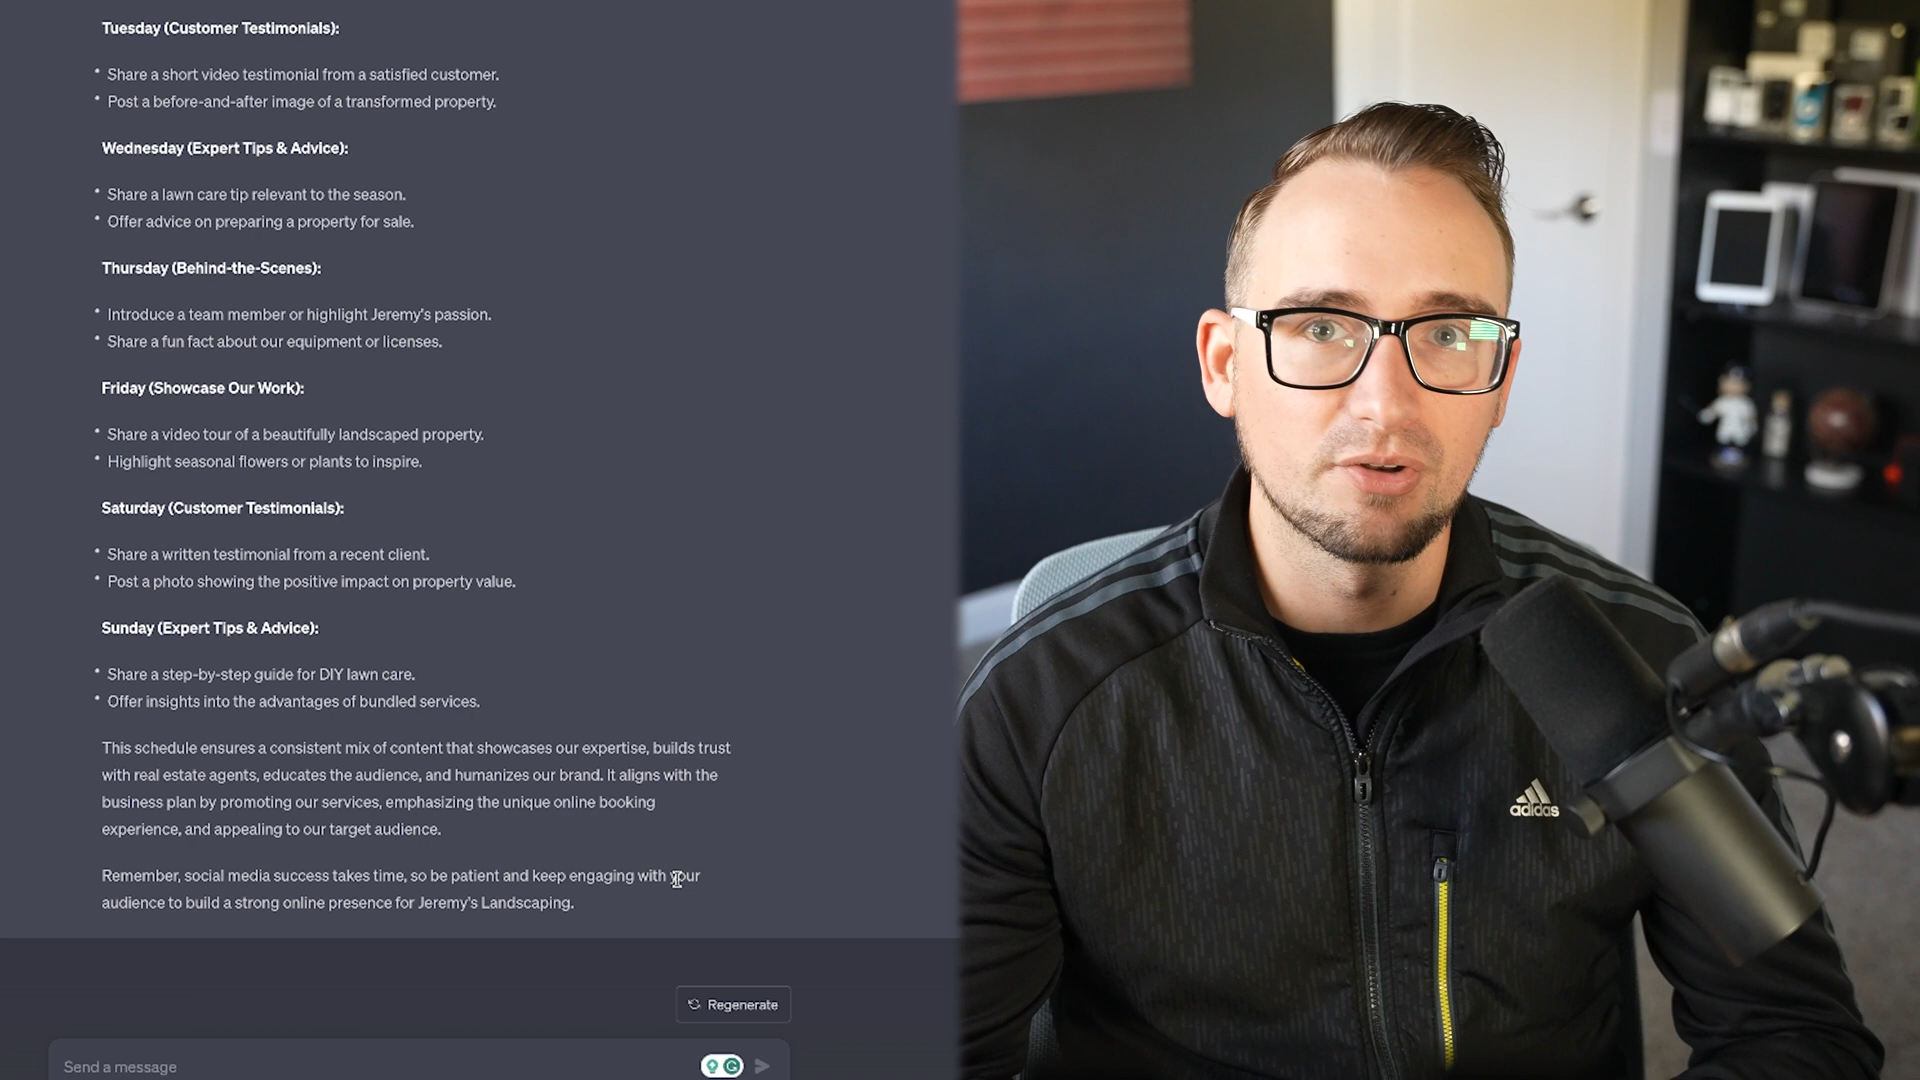 Tuesday (Customer Testimonials):
• Share a short video testimonial from a satisfied customer.
• Post a before-and-after image of a transformed property.
Wednesday (Expert Tips & Advice):
• Share a lawn care tip relevant to the season.
• Offer advice on preparing a property for sale.
Thursday (Behind-the-Scenes):
• Introduce a team member or highlight Jeremy's passion.
• Share a fun fact about our equipment or licenses.
Friday (Showcase Our Work):
• Share a video tour of a beautifully landscaped property.
• Highlight seasonal flowers or plants to inspire.
Saturday (Customer Testimonials):
• Share a written testimonial from a recent client.
• Post a photo showing the positive impact on property value.
Sunday (Expert Tips & Advice):
• Share a step-by-step guide for DIY lawn care.
• Offer insights into the advantages of bundled services.
This schedule ensures a consistent mix of content that showcases our expertise, builds trust
with real estate agents, educates the audience, and humanizes our brand. It aligns with the
business plan by promoting our services, emphasizing the unique online booking
experience, and appealing to our target audience.
Remember, social media success takes time, so be patient and keep engaging with your
audience to build a strong online presence for Jeremy's Landscaping.
Regenerate
Send a message
adidas